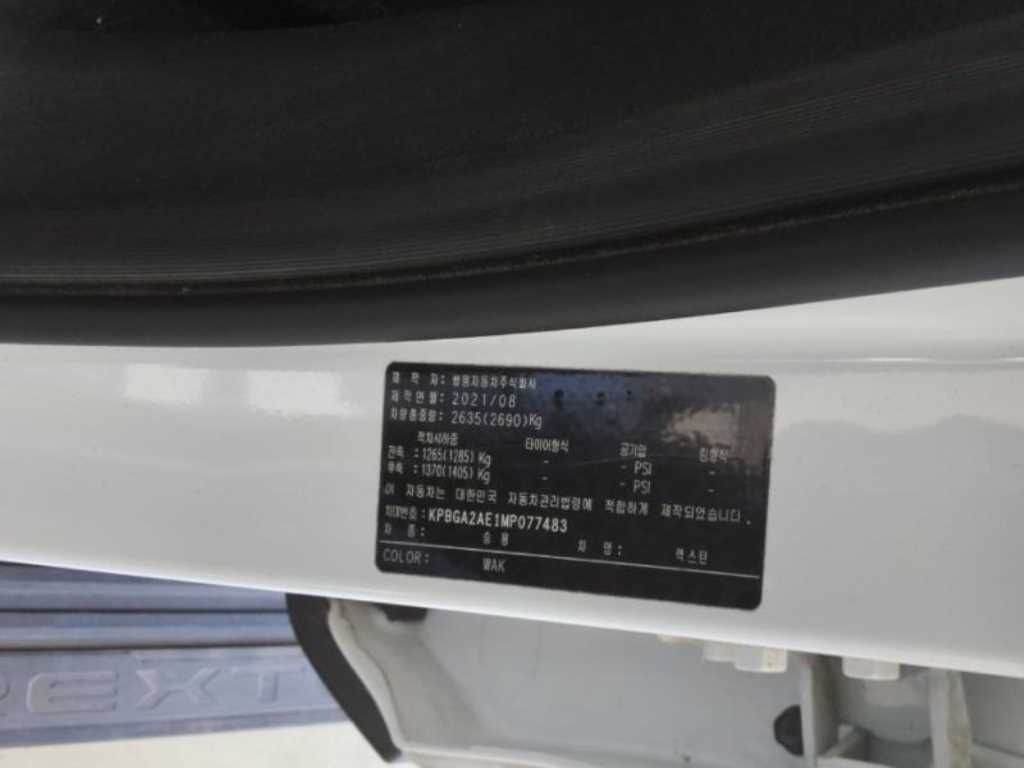 제 작 자: 쌍용자동차주식회사
제작연월: 2021/08
차량총중량: 2635(2690)Kg
적차시하중 타이어형식 공기압 림형식
전축 : 1265(1285) Kg - - PSI -
후축 : 1370(1405) Kg - - PSI -
이 자동차는 대한민국 자동차관리법령에 적합하게 제작되었습니다.
차대번호: KPBGA2AE1MP077483
차 종: 승용 차 명: 렉스턴
COLOR: WAK
REXT